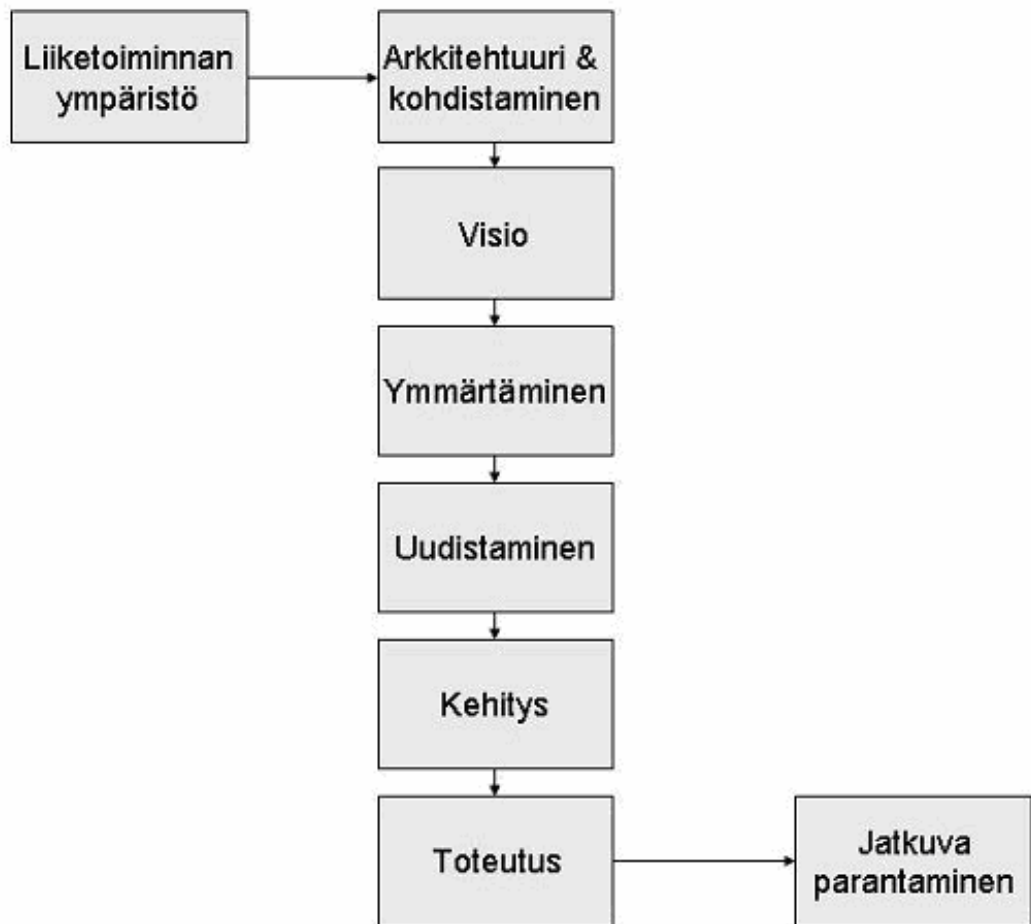 Liiketoiminnan
ympäristö
Arkkitehtuuri &
kohdistaminen
Visio
Ymmärtäminen
Uudistaminen
Kehitys
Toteutus
Jatkuva
parantaminen